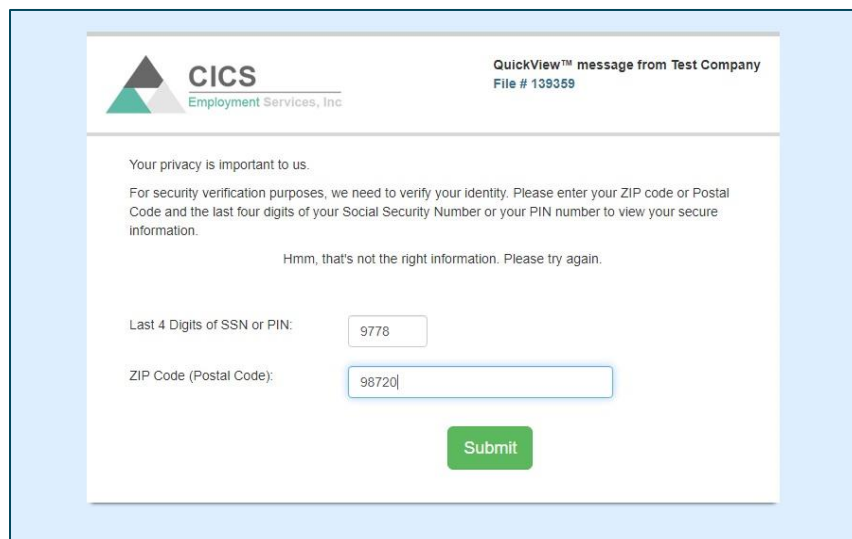 CICS
Employment Services, Inc
QuickView™ message from Test Company
File # 139359
Your privacy is important to us.
For security verification purposes, we need to verify your identity. Please enter your ZIP code or Postal
Code and the last four digits of your Social Security Number or your PIN number to view your secure
information.
Hmm, that's not the right information. Please try again.
Last 4 Digits of SSN or PIN:
9778
ZIP Code (Postal Code):
98720
Submit